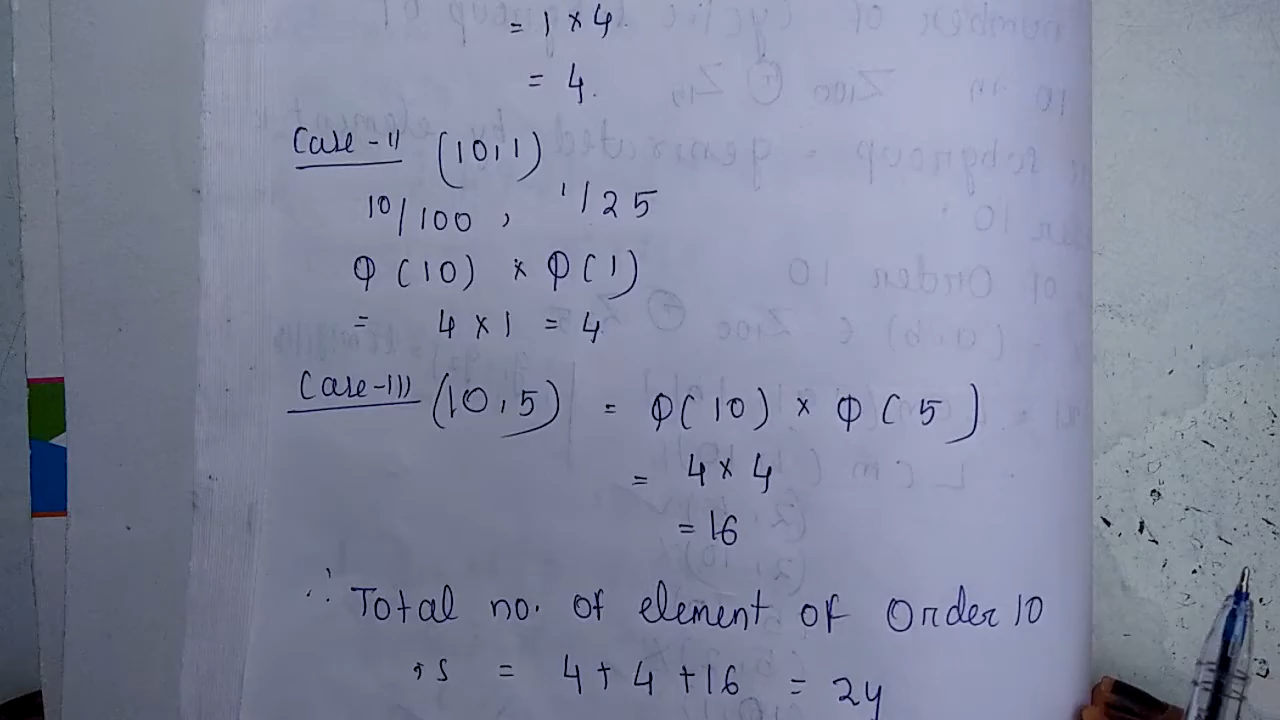 = 1 × 4
= 4.
Case-II (10,1)
10/100, 1/25
φ(10) × φ(1)
= 4 × 1 = 4
Case-III (10,5) = φ(10) × φ(5)
= 4 × 4
= 16
∴ Total no. of element of Order 10
is = 4 + 4 + 16 = 24